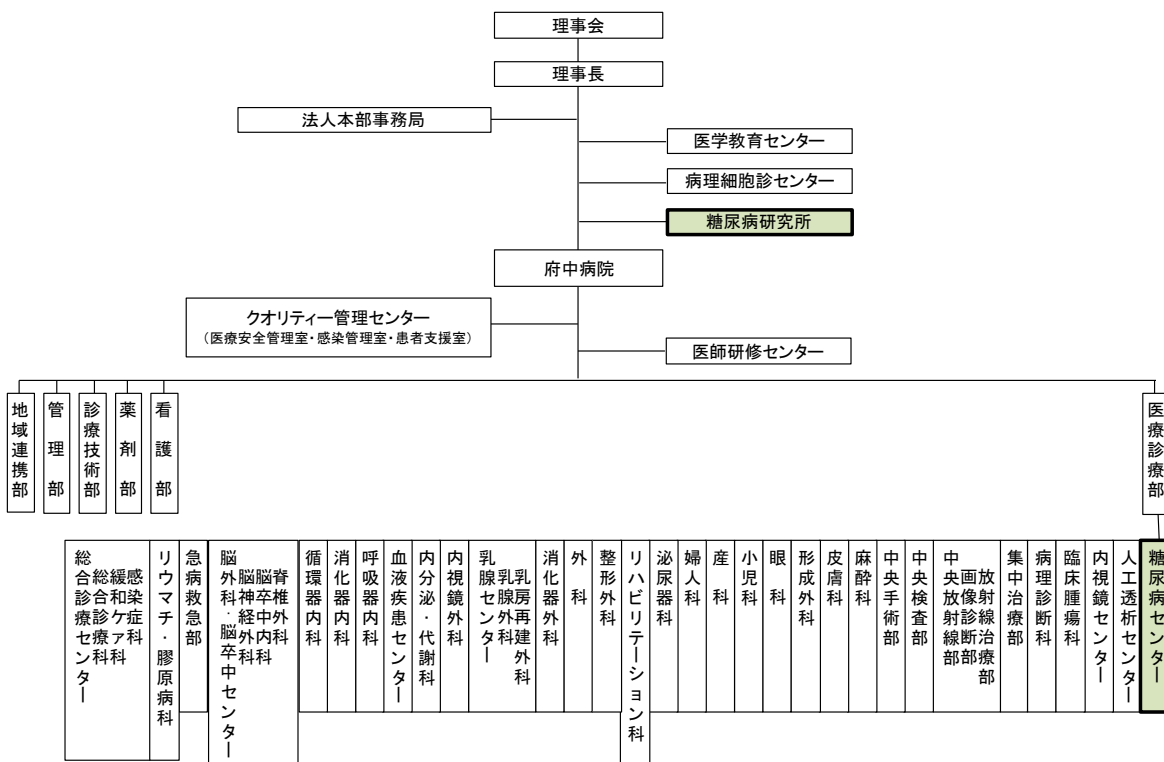 理事会
理事長
法人本部事務局
医学教育センター
病理細胞診センター
糖尿病研究所
府中病院
クオリティー管理センター
（医療安全管理室・感染管理室・患者支援室）
医師研修センター
地域連携部
管理部
診療技術部
薬剤部
看護部
医療診療部
総合診療センター
総合診療科
緩和ケア科
感染症科
リウマチ・膠原病科
急病救急部
脳外科・脳卒中センター
脳神経外科
脳卒中内科
脊椎外科
循環器内科
消化器内科
呼吸器内科
血液疾患センター
内分泌・代謝科
内視鏡外科
乳腺センター
乳腺外科
乳房再建外科
消化器外科
外科
整形外科
リハビリテーション科
泌尿器科
婦人科
産科
小児科
眼科
形成外科
皮膚科
麻酔科
中央手術部
中央検査部
中央放射線部
画像診断部
放射線治療部
集中治療部
病理診断科
臨床腫瘍科
内視鏡センター
人工透析センター
糖尿病センター